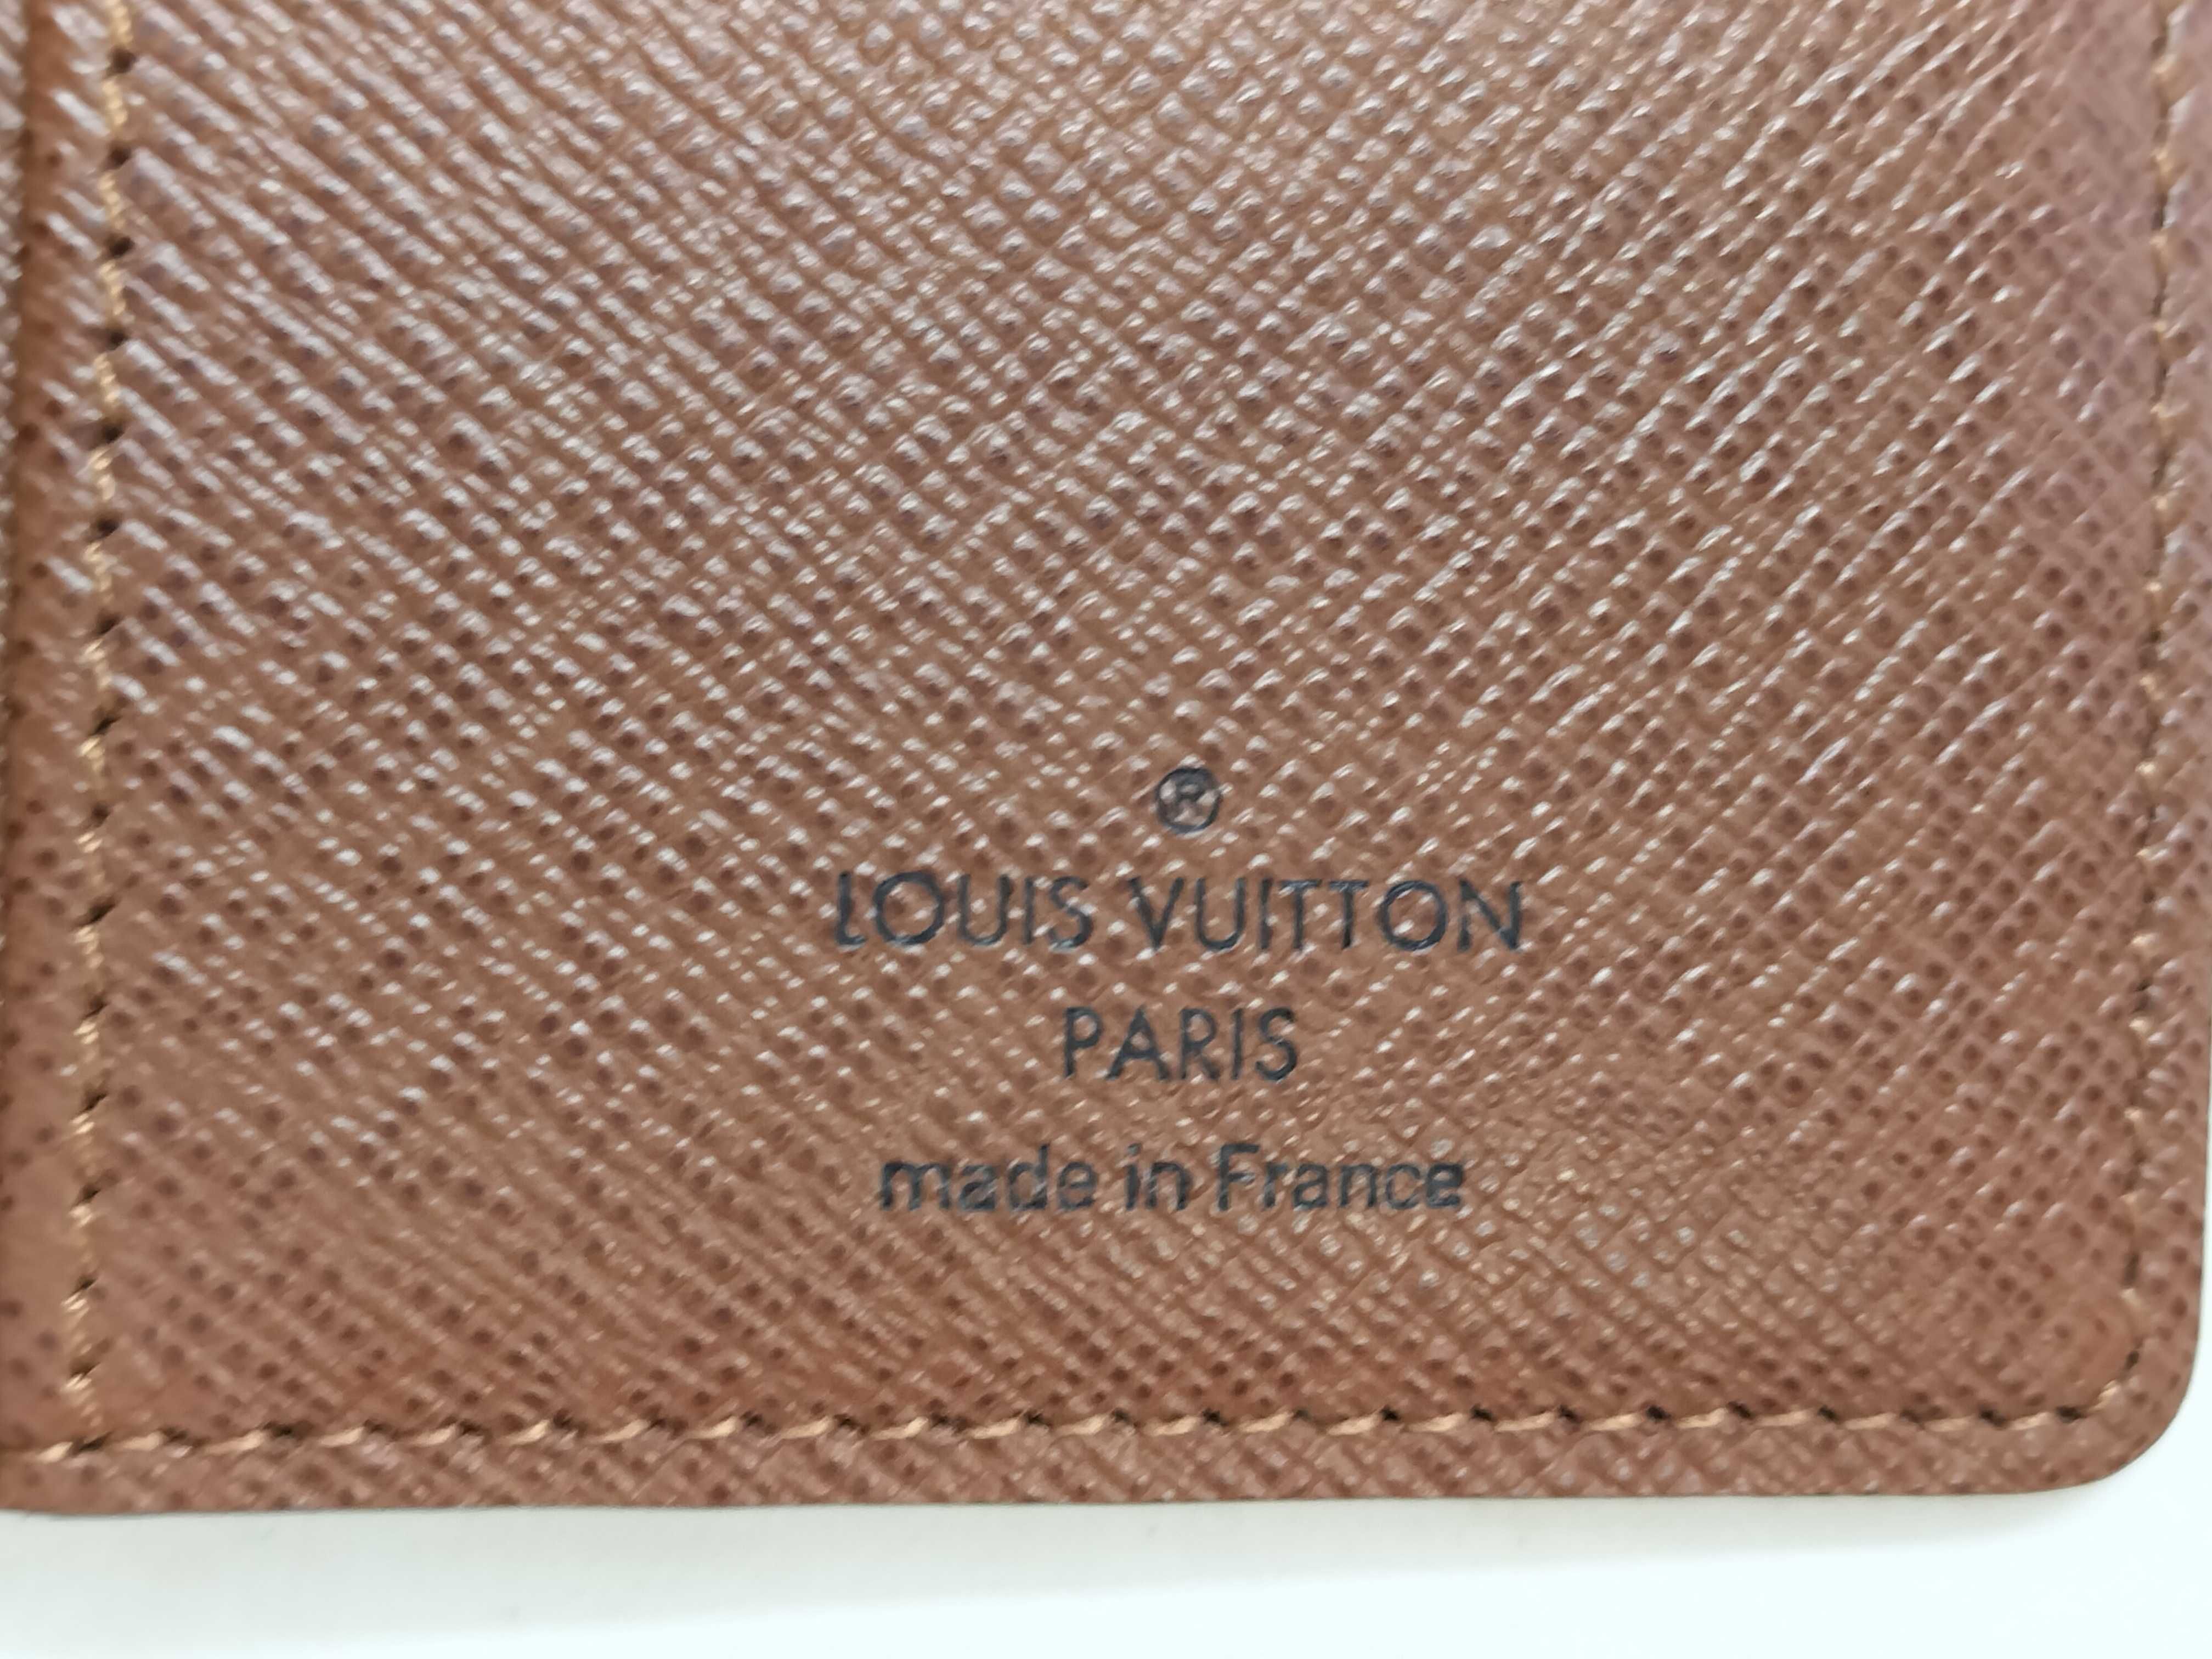 ®
LOUIS VUITTON
PARIS
made in France